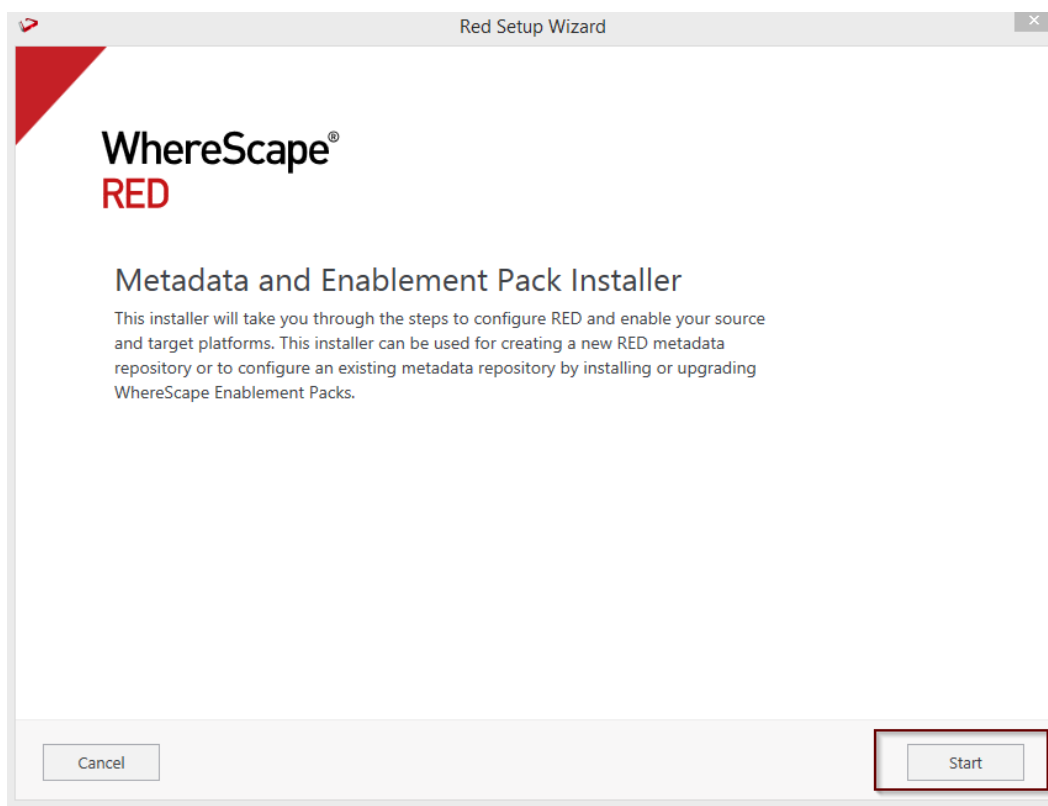 Red Setup Wizard
WhereScape®
RED
Metadata and Enablement Pack Installer
This installer will take you through the steps to configure RED and enable your source
and target platforms. This installer can be used for creating a new RED metadata
repository or to configure an existing metadata repository by installing or upgrading
WhereScape Enablement Packs.
Cancel
Start